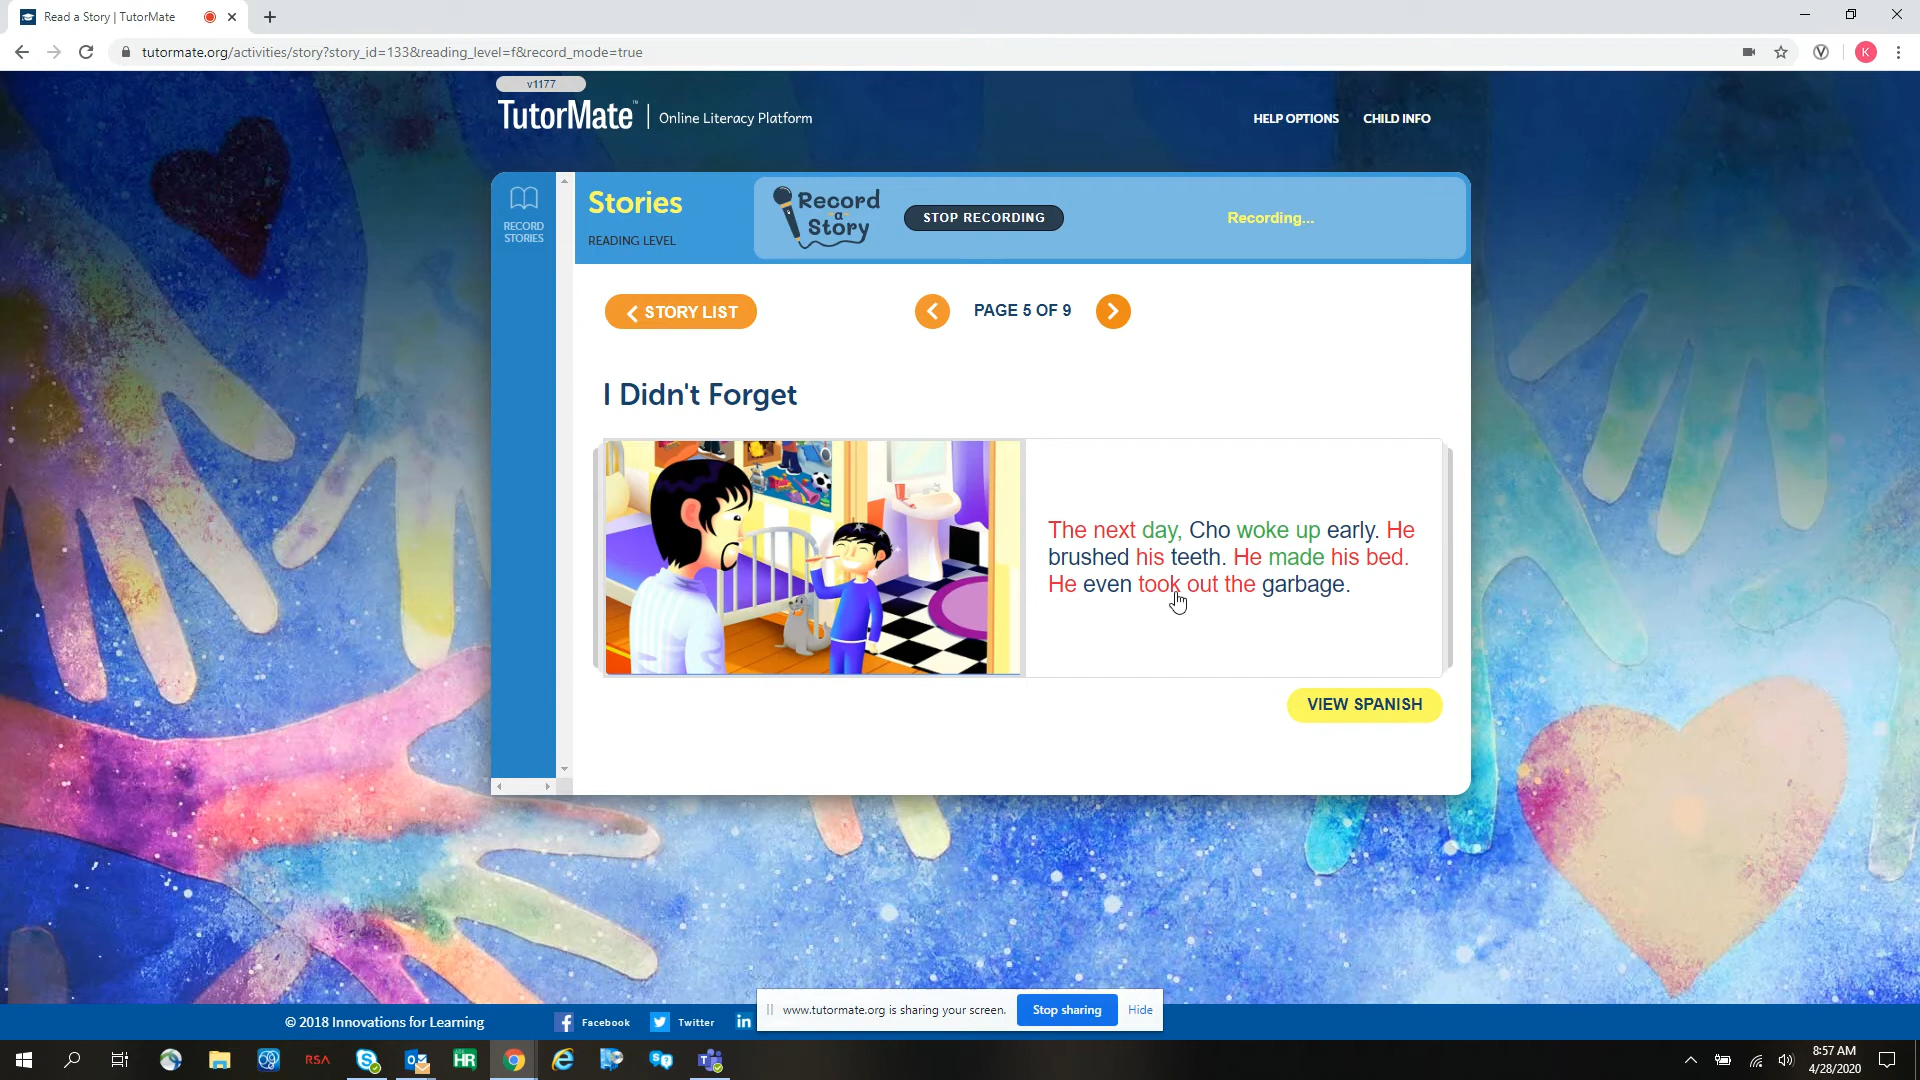 Read a Story | TutorMate
tutormate.org/activities/story?story_id=133&reading_level=f&record_mode=true
K
v1177
TutorMate™ | Online Literacy Platform
HELP OPTIONS
CHILD INFO
RECORD
STORIES
Stories
READING LEVEL
Record
a
Story
STOP RECORDING
Recording...
STORY LIST
PAGE 5 OF 9
I Didn't Forget
The next day, Cho woke up early. He
brushed his teeth. He made his bed.
He even took out the garbage.
VIEW SPANISH
© 2018 Innovations for Learning
Facebook
Twitter
in
www.tutormate.org is sharing your screen.
Stop sharing
Hide
RSA
HR
8:57 AM
4/28/2020